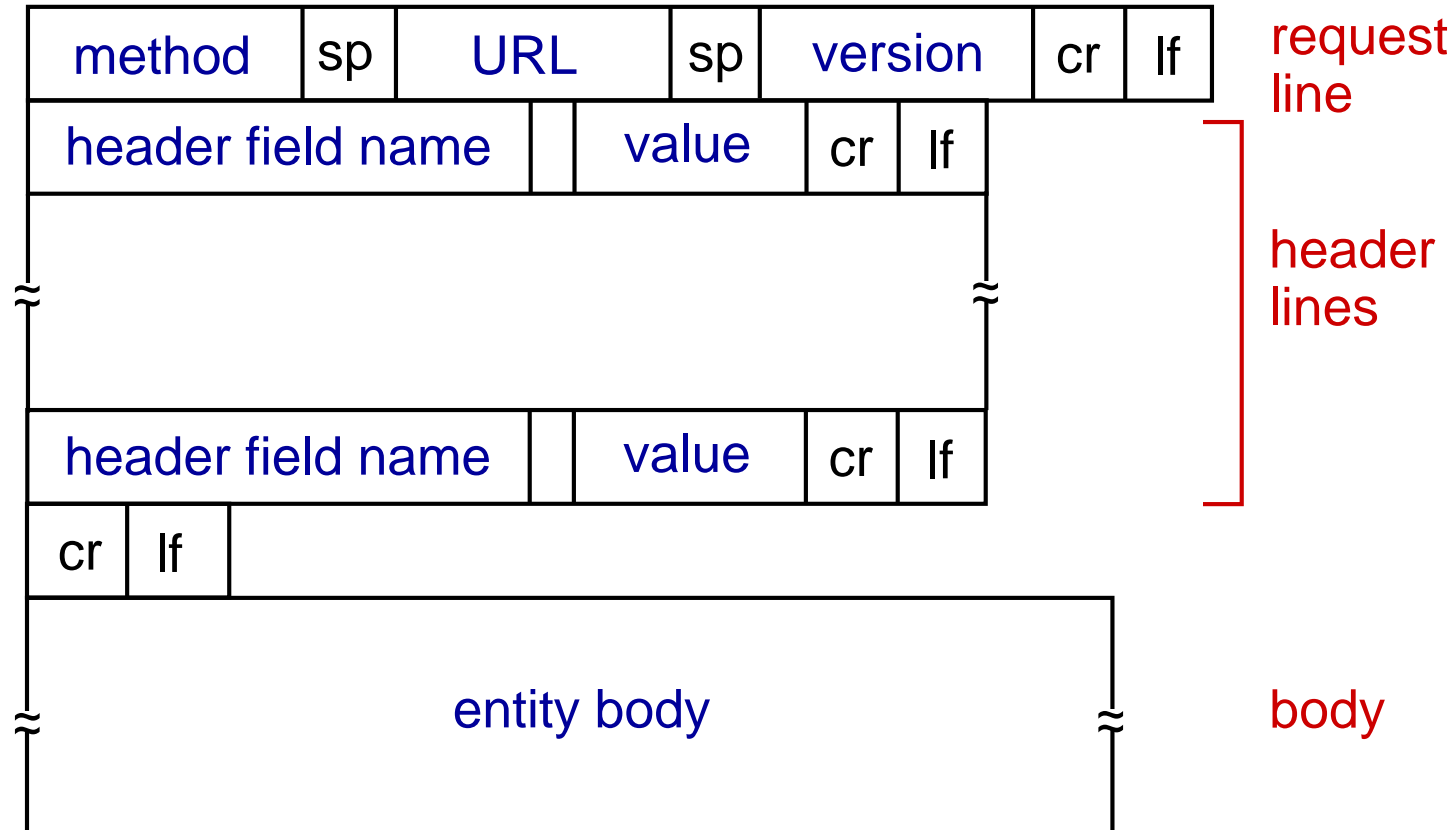 method sp URL sp version cr lf request line
header field name value cr lf
header lines
header field name value cr lf
cr lf
entity body body